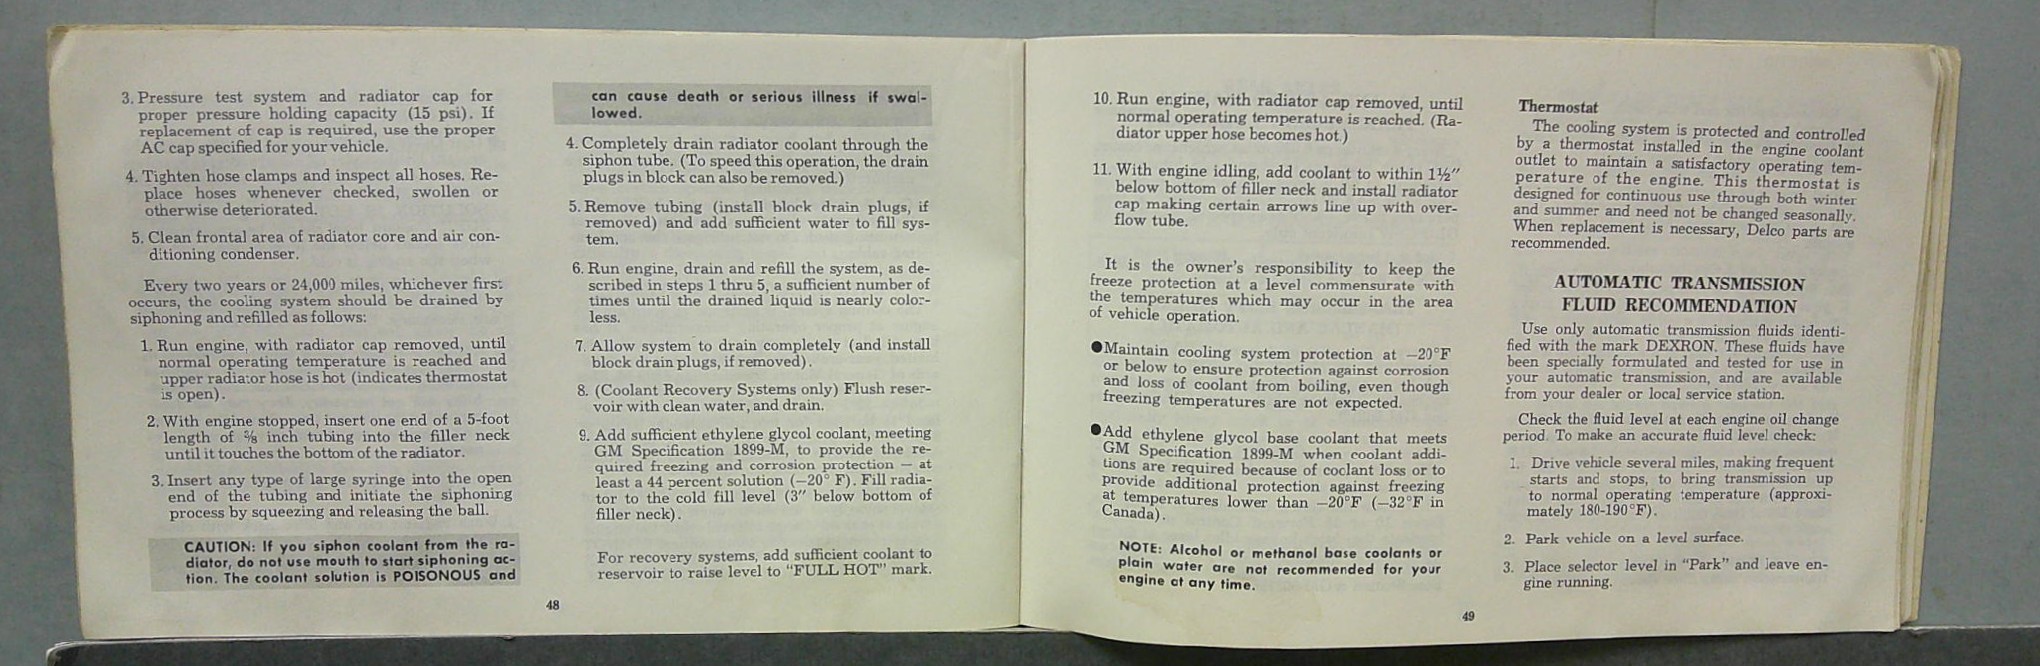 3. Pressure test system and radiator cap for
proper pressure holding capacity (15 psi). If
replacement of cap is required, use the proper
AC cap specified for your vehicle.
4. Tighten hose clamps and inspect all hoses. Re-
place hoses whenever checked, swollen or
otherwise deteriorated.
5. Clean frontal area of radiator core and air con-
ditioning condenser.
Every two years or 24,000 miles, whichever first
occurs, the cooling system should be drained by
siphoning and refilled as follows:
1. Run engine, with radiator cap removed, until
normal operating temperature is reached and
upper radiator hose is hot (indicates thermostat
is open).
2. With engine stopped, insert one end of a 5-foot
length of ⅝ inch tubing into the filler neck
until it touches the bottom of the radiator.
3. Insert any type of large syringe into the open
end of the tubing and initiate the siphoning
process by squeezing and releasing the ball.
CAUTION: If you siphon coolant from the ra-
diator, do not use mouth to start siphoning ac-
tion. The coolant solution is POISONOUS and
can cause death or serious illness if swal-
lowed.
4. Completely drain radiator coolant through the
siphon tube. (To speed this operation, the drain
plugs in block can also be removed.)
5. Remove tubing (install block drain plugs, if
removed) and add sufficient water to fill sys-
tem.
6. Run engine, drain and refill the system, as de-
scribed in steps 1 thru 5, a sufficient number of
times until the drained liquid is nearly color-
less.
7. Allow system to drain completely (and install
block drain plugs, if removed).
8. (Coolant Recovery Systems only) Flush reser-
voir with clean water, and drain.
9. Add sufficient ethylene glycol coolant, meeting
GM Specification 1899-M, to provide the re-
quired freezing and corrosion protection — at
least a 44 percent solution (−20° F). Fill radia-
tor to the cold fill level (3″ below bottom of
filler neck).
For recovery systems, add sufficient coolant to
reservoir to raise level to "FULL HOT" mark.
48
10. Run engine, with radiator cap removed, until
normal operating temperature is reached. (Ra-
diator upper hose becomes hot.)
11. With engine idling, add coolant to within 1½″
below bottom of filler neck and install radiator
cap making certain arrows line up with over-
flow tube.
It is the owner's responsibility to keep the
freeze protection at a level commensurate with
the temperatures which may occur in the area
of vehicle operation.
●Maintain cooling system protection at −20°F
or below to ensure protection against corrosion
and loss of coolant from boiling, even though
freezing temperatures are not expected.
●Add ethylene glycol base coolant that meets
GM Specification 1899-M when coolant addi-
tions are required because of coolant loss or to
provide additional protection against freezing
at temperatures lower than −20°F (−32°F in
Canada).
NOTE: Alcohol or methanol base coolants or
plain water are not recommended for your
engine at any time.
49
Thermostat
The cooling system is protected and controlled
by a thermostat installed in the engine coolant
outlet to maintain a satisfactory operating tem-
perature of the engine. This thermostat is
designed for continuous use through both winter
and summer and need not be changed seasonally.
When replacement is necessary, Delco parts are
recommended.
AUTOMATIC TRANSMISSION
FLUID RECOMMENDATION
Use only automatic transmission fluids identi-
fied with the mark DEXRON. These fluids have
been specially formulated and tested for use in
your automatic transmission, and are available
from your dealer or local service station.
Check the fluid level at each engine oil change
period. To make an accurate fluid level check:
1. Drive vehicle several miles, making frequent
starts and stops, to bring transmission up
to normal operating temperature (approxi-
mately 180-190°F).
2. Park vehicle on a level surface.
3. Place selector level in "Park" and leave en-
gine running.